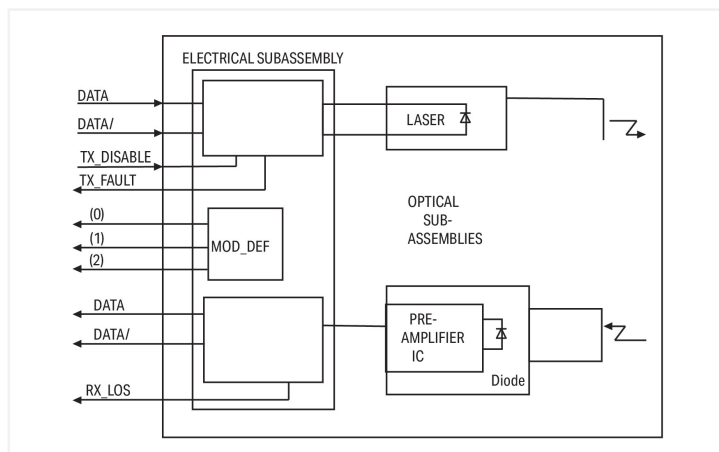 ELECTRICAL SUBASSEMBLY
DATA
DATA/
TX_DISABLE
TX_FAULT
LASER
(0)
(1)
(2)
MOD_DEF
OPTICAL
SUB-
ASSEMBLIES
DATA
DATA/
RX_LOS
PRE-
AMPLIFIER
IC
Diode